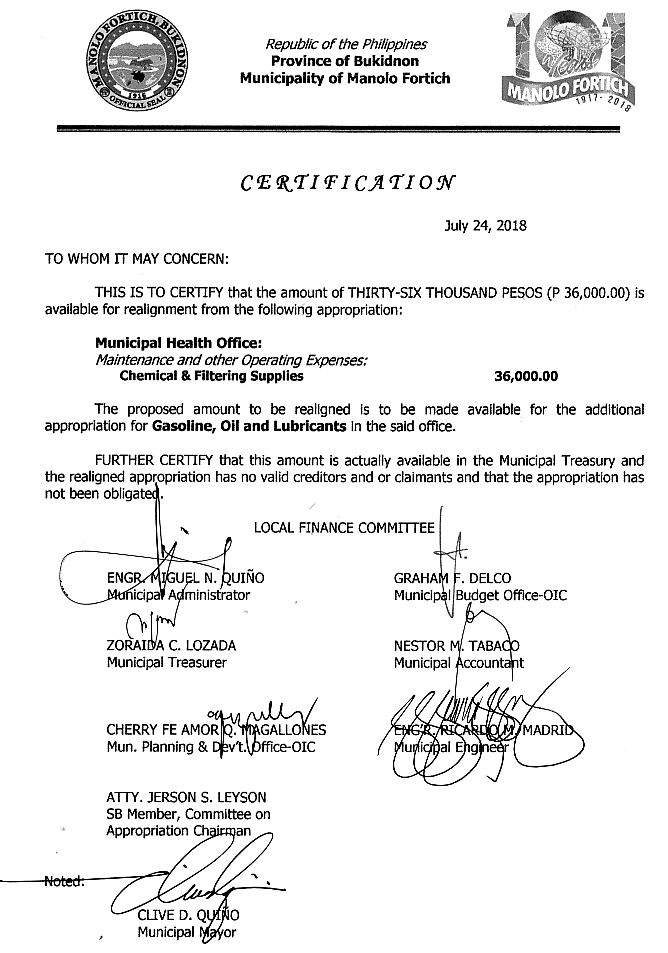 MANOLO FORTICH, BUKIDNON
1916
OFFICIAL SEAL
Republic of the Philippines
Province of Bukidnon
Municipality of Manolo Fortich
101
MANOLO FORTICH
1917-2018
CERTIFICATION
July 24, 2018
TO WHOM IT MAY CONCERN:
THIS IS TO CERTIFY that the amount of THIRTY-SIX THOUSAND PESOS (P 36,000.00) is
available for realignment from the following appropriation:
Municipal Health Office:
Maintenance and other Operating Expenses:
Chemical & Filtering Supplies 36,000.00
The proposed amount to be realigned is to be made available for the additional
appropriation for Gasoline, Oil and Lubricants in the said office.
FURTHER CERTIFY that this amount is actually available in the Municipal Treasury and
the realigned appropriation has no valid creditors and or claimants and that the appropriation has
not been obligated.
LOCAL FINANCE COMMITTEE
ENGR. MIGUEL N. QUIÑO
Municipal Administrator
GRAHAM F. DELCO
Municipal Budget Office-OIC
ZORAIDA C. LOZADA
Municipal Treasurer
NESTOR M. TABACO
Municipal Accountant
CHERRY FE AMOR Q. MAGALLONES
Mun. Planning & Dev't. Office-OIC
ENG'R. RICARDO M. MADRID
Municipal Engineer
ATTY. JERSON S. LEYSON
SB Member, Committee on
Appropriation Chairman
Noted:
CLIVE D. QUIÑO
Municipal Mayor